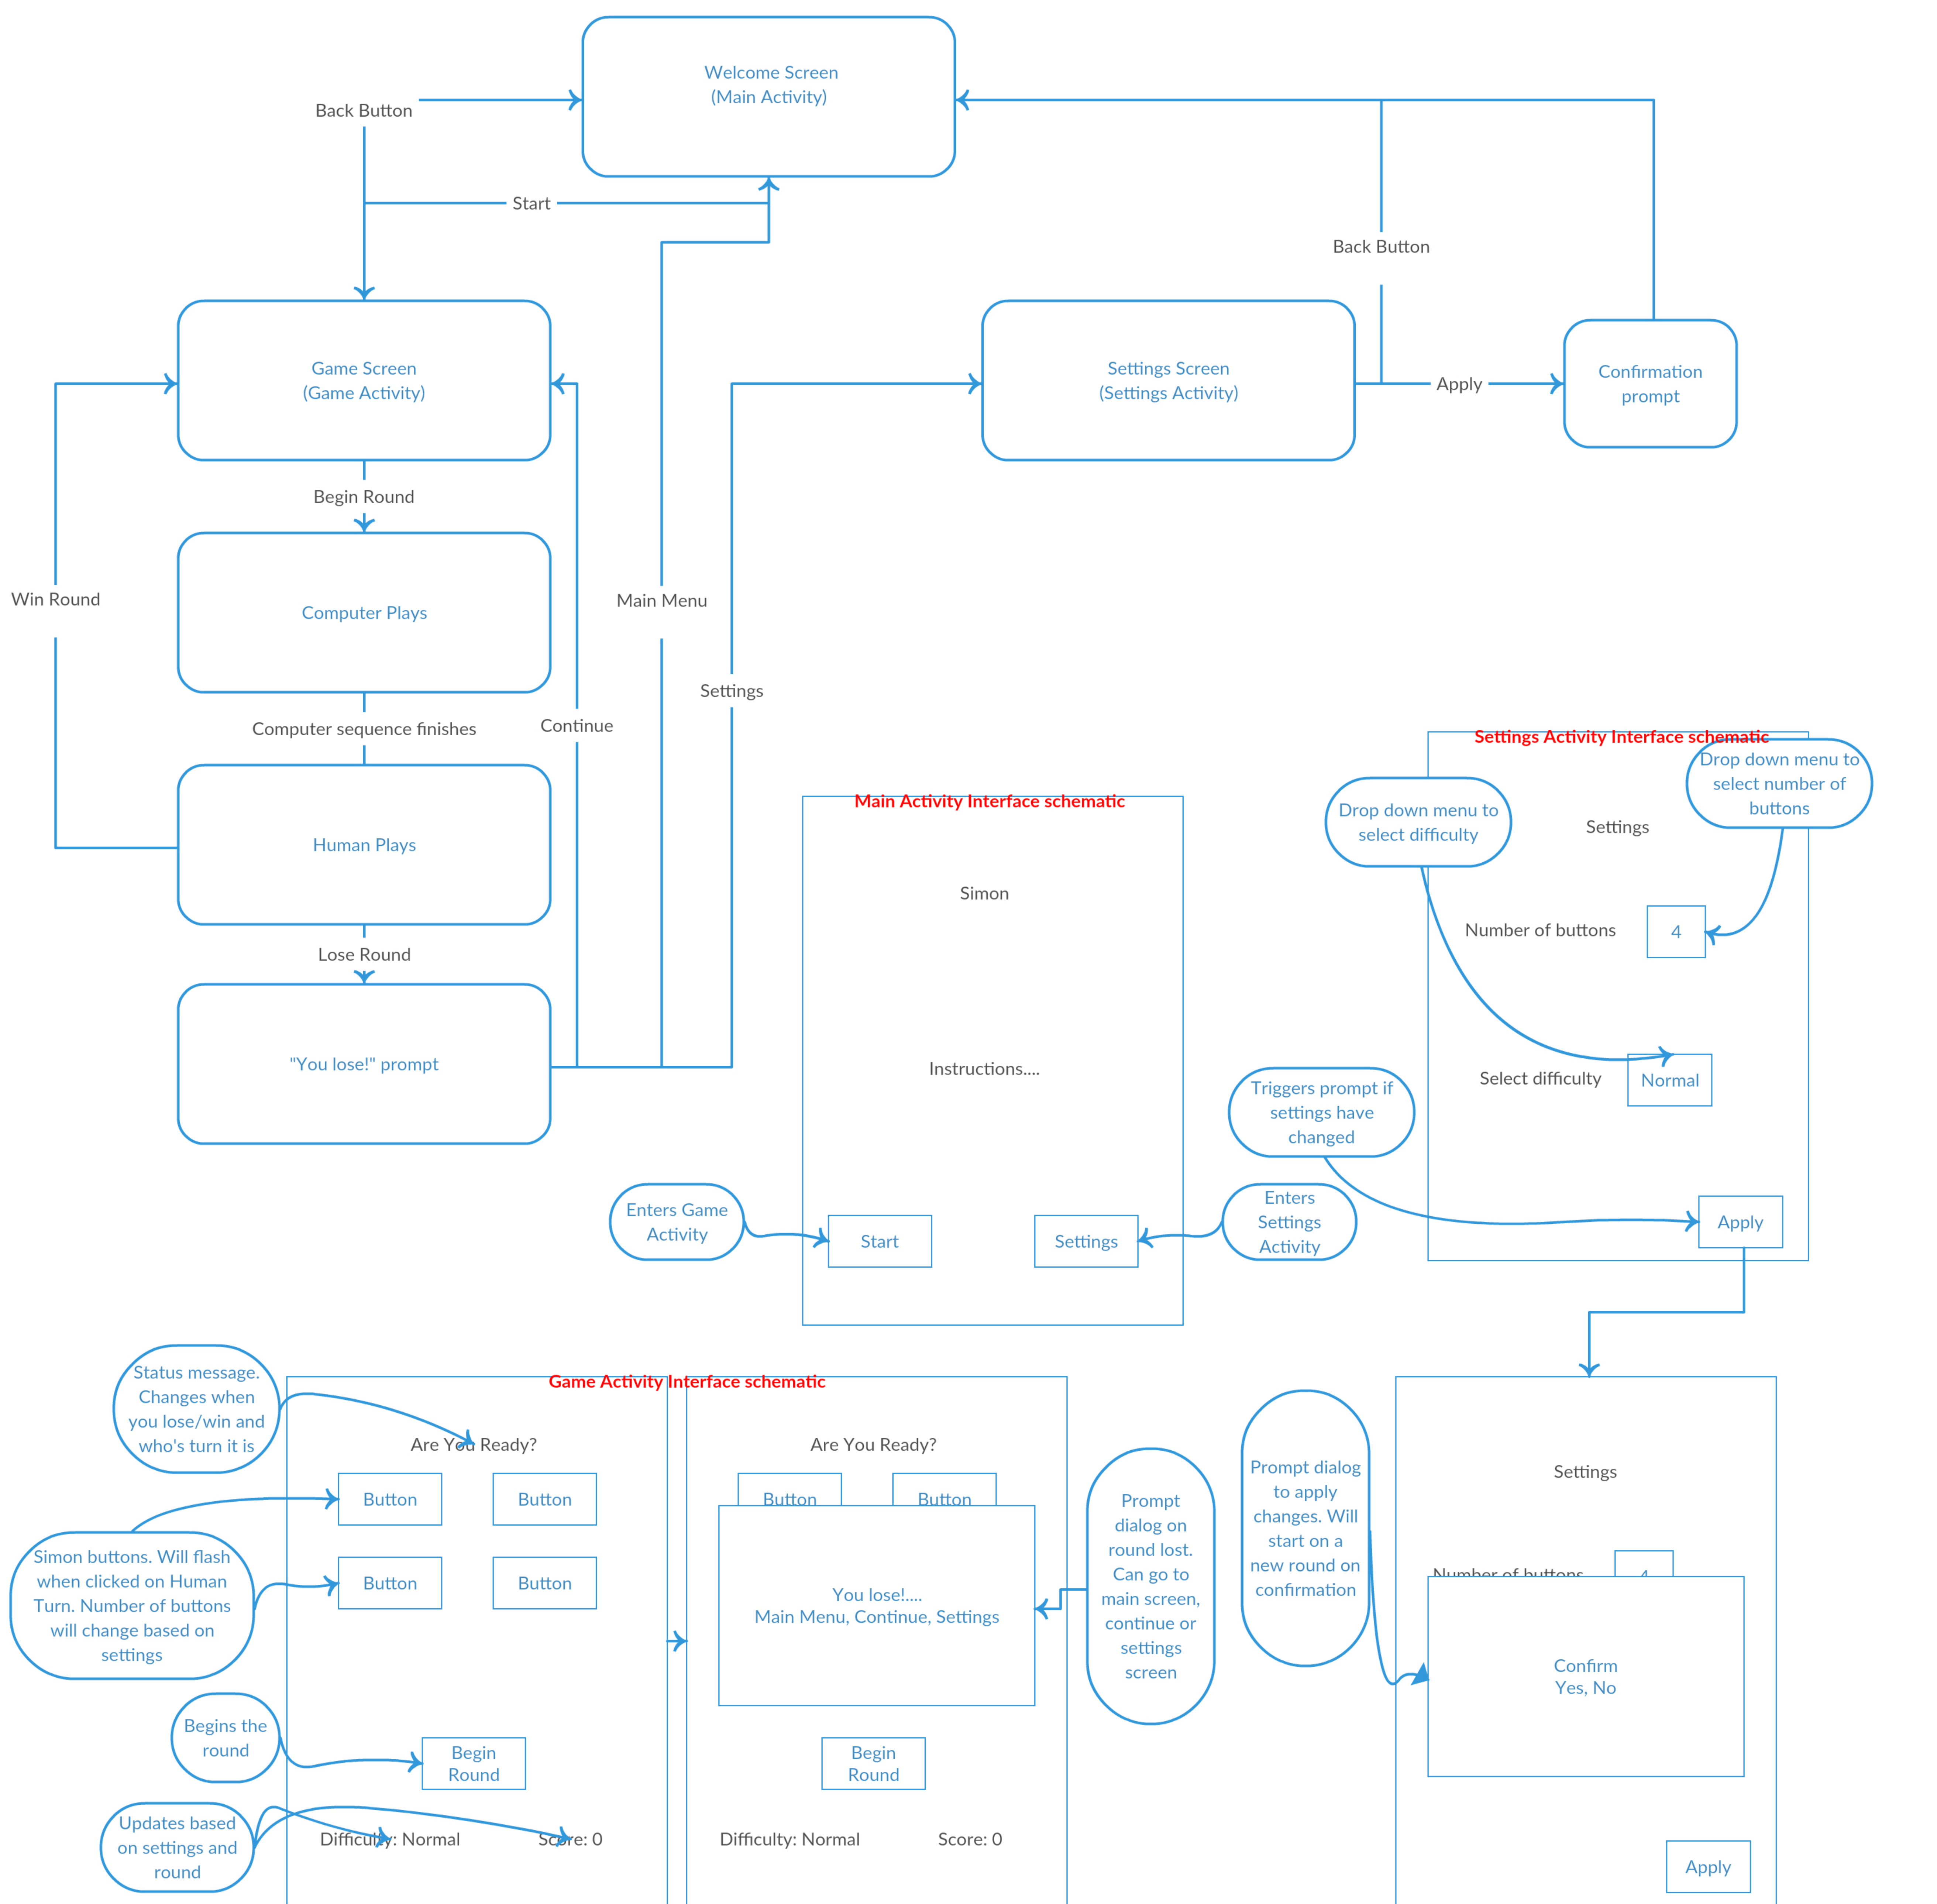 Welcome Screen
(Main Activity)
Back Button
Start
Back Button
Game Screen
(Game Activity)
Settings Screen
(Settings Activity)
Apply
Confirmation
prompt
Begin Round
Win Round
Computer Plays
Main Menu
Settings
Computer sequence finishes
Continue
Human Plays
Lose Round
"You lose!" prompt
Main Activity Interface schematic
Simon
Instructions....
Enters Game
Activity
Start
Settings
Enters
Settings
Activity
Settings Activity Interface schematic
Drop down menu to
select number of
buttons
Drop down menu to
select difficulty
Settings
Number of buttons
4
Select difficulty
Normal
Triggers prompt if
settings have
changed
Apply
Game Activity Interface schematic
Status message.
Changes when
you lose/win and
who's turn it is
Are You Ready?
Button
Button
Button
Button
Simon buttons. Will flash
when clicked on Human
Turn. Number of buttons
will change based on
settings
Begins the
round
Begin
Round
Updates based
on settings and
round
Difficulty: Normal
Score: 0
Are You Ready?
Button
Button
You lose!....
Main Menu, Continue, Settings
Begin
Round
Difficulty: Normal
Score: 0
Prompt
dialog on
round lost.
Can go to
main screen,
continue or
settings
screen
Prompt dialog
to apply
changes. Will
start on a
new round on
confirmation
Settings
Number of buttons
4
Confirm
Yes, No
Apply